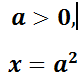 a > 0,
x = a²